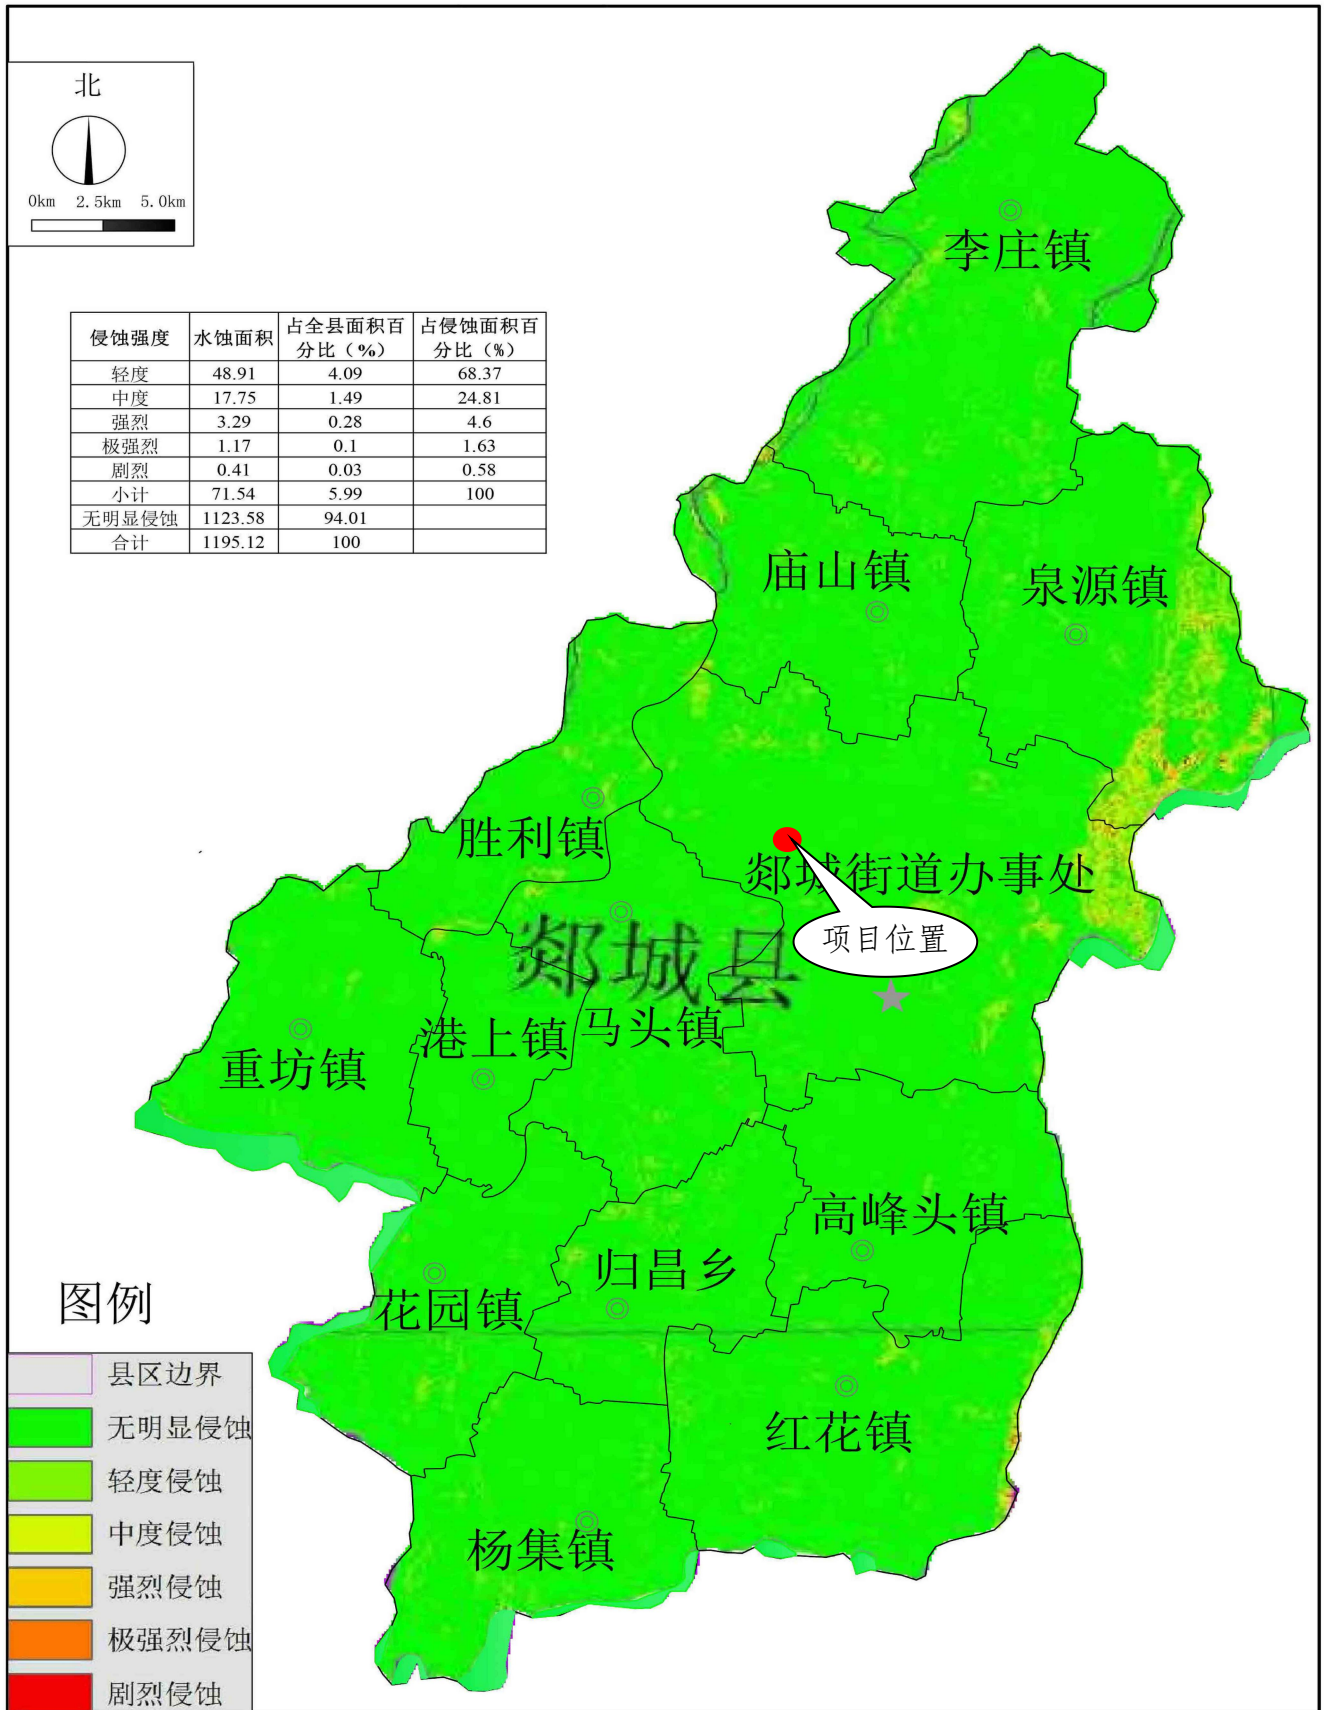 北
0km 2.5km 5.0km
侵蚀强度 水蚀面积 占全县面积百分比（%） 占侵蚀面积百分比（%）
轻度 48.91 4.09 68.37
中度 17.75 1.49 24.81
强烈 3.29 0.28 4.6
极强烈 1.17 0.1 1.63
剧烈 0.41 0.03 0.58
小计 71.54 5.99 100
无明显侵蚀 1123.58 94.01
合计 1195.12 100
李庄镇
庙山镇
泉源镇
胜利镇
郯城街道办事处
项目位置
郯城县
马头镇
港上镇
重坊镇
高峰头镇
归昌乡
花园镇
红花镇
杨集镇
图例
县区边界
无明显侵蚀
轻度侵蚀
中度侵蚀
强烈侵蚀
极强烈侵蚀
剧烈侵蚀